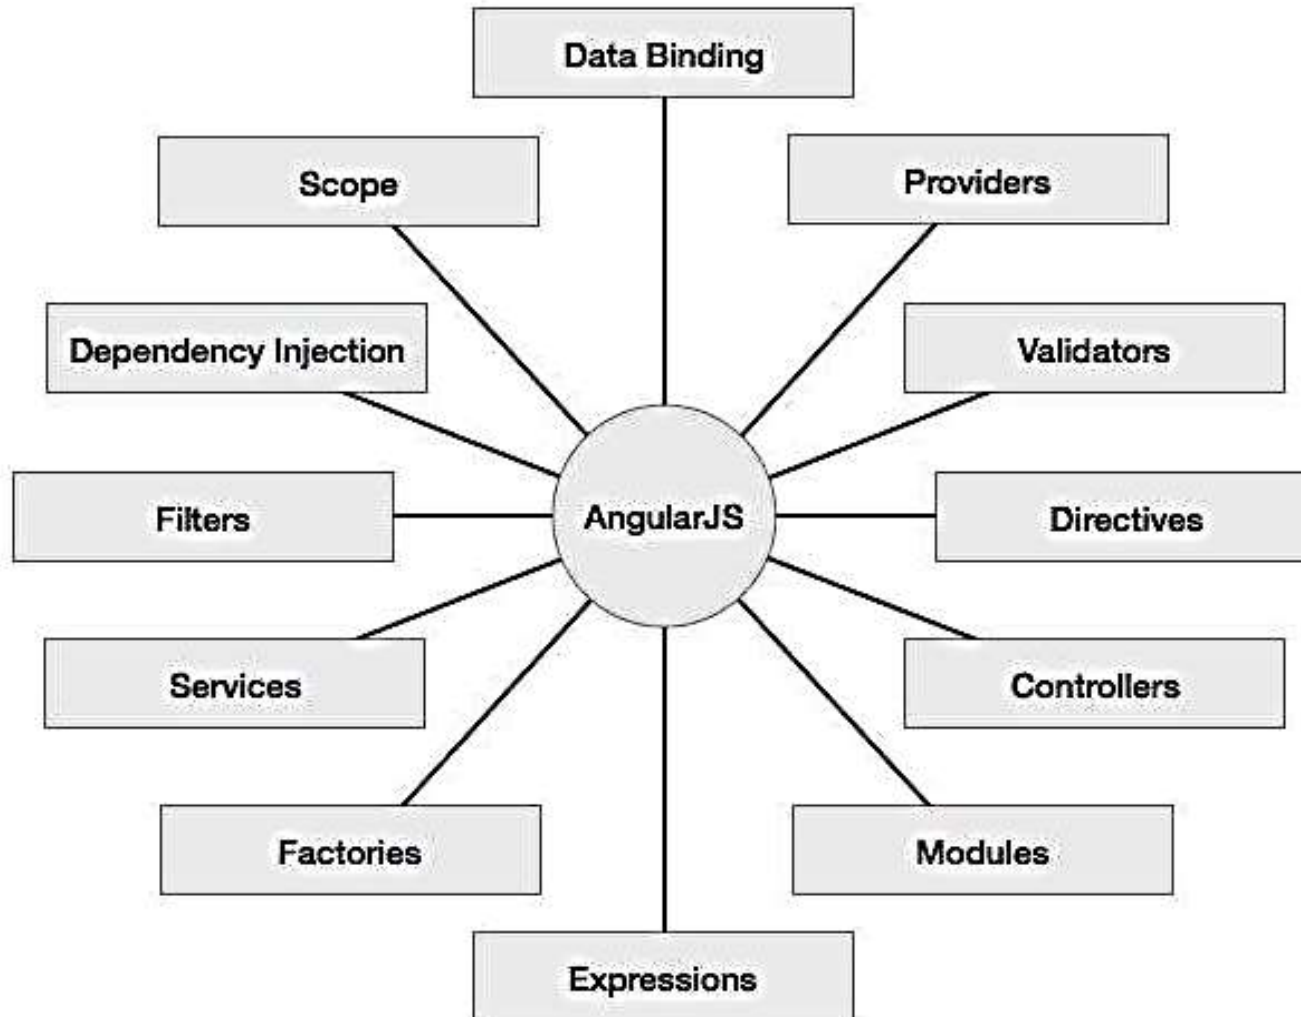 Data Binding
Scope
Providers
Dependency Injection
Validators
Filters
AngularJS
Directives
Services
Controllers
Factories
Modules
Expressions